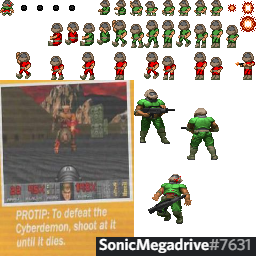 PROTIP: To defeat the
Cyberdemon, shoot at it
until it dies.
SonicMegadrive#7631